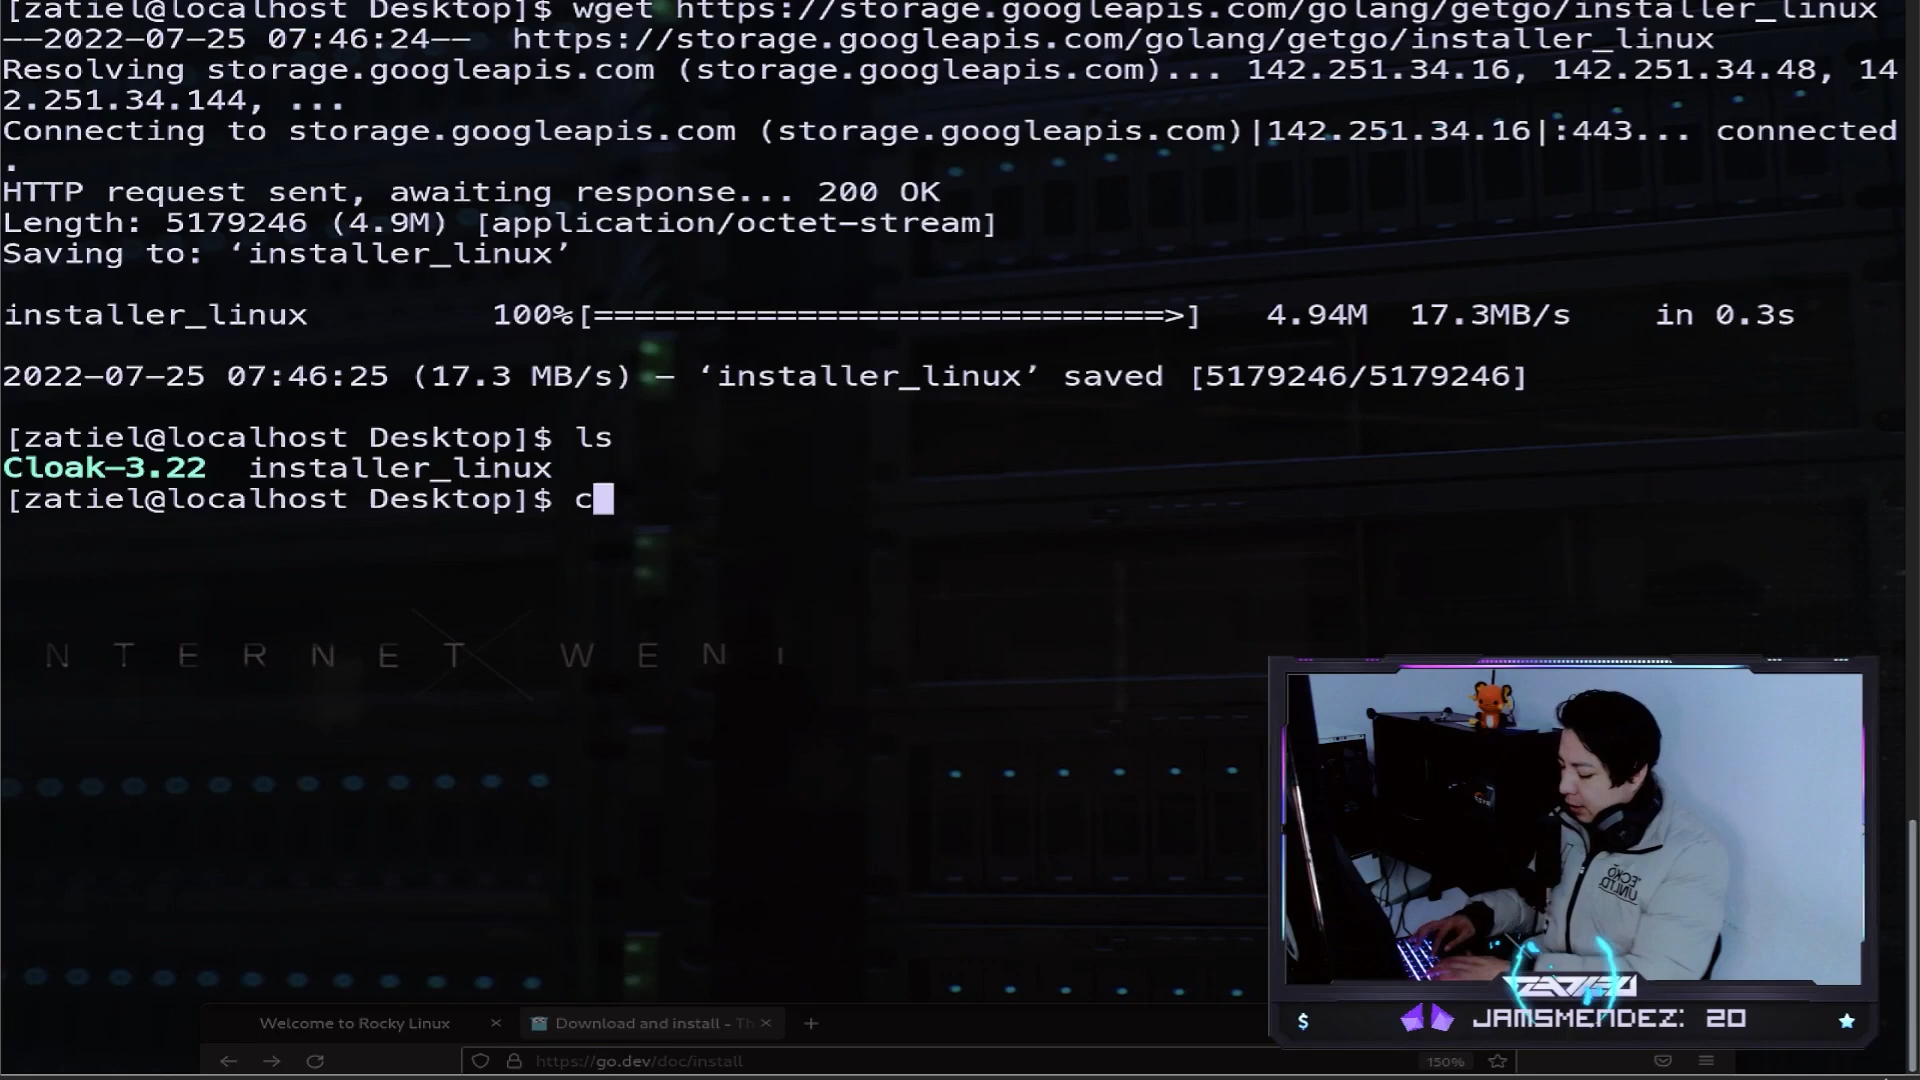 [zatiel@localhost Desktop]$ wget https://storage.googleapis.com/golang/getgo/installer_linux
--2022-07-25 07:46:24--  https://storage.googleapis.com/golang/getgo/installer_linux
Resolving storage.googleapis.com (storage.googleapis.com)... 142.251.34.16, 142.251.34.48, 14
2.251.34.144, ...
Connecting to storage.googleapis.com (storage.googleapis.com)|142.251.34.16|:443... connected
.
HTTP request sent, awaiting response... 200 OK
Length: 5179246 (4.9M) [application/octet-stream]
Saving to: ‘installer_linux’
installer_linux 100%[============================>] 4.94M 17.3MB/s in 0.3s
2022-07-25 07:46:25 (17.3 MB/s) – ‘installer_linux’ saved [5179246/5179246]
[zatiel@localhost Desktop]$ ls
Cloak-3.22 installer_linux
[zatiel@localhost Desktop]$ c
NTERNET WEN
"ECKO
UNLTD.
JAMSMENDEZ: 20
Welcome to Rocky Linux
Download and install - Th
https://go.dev/doc/install
150%